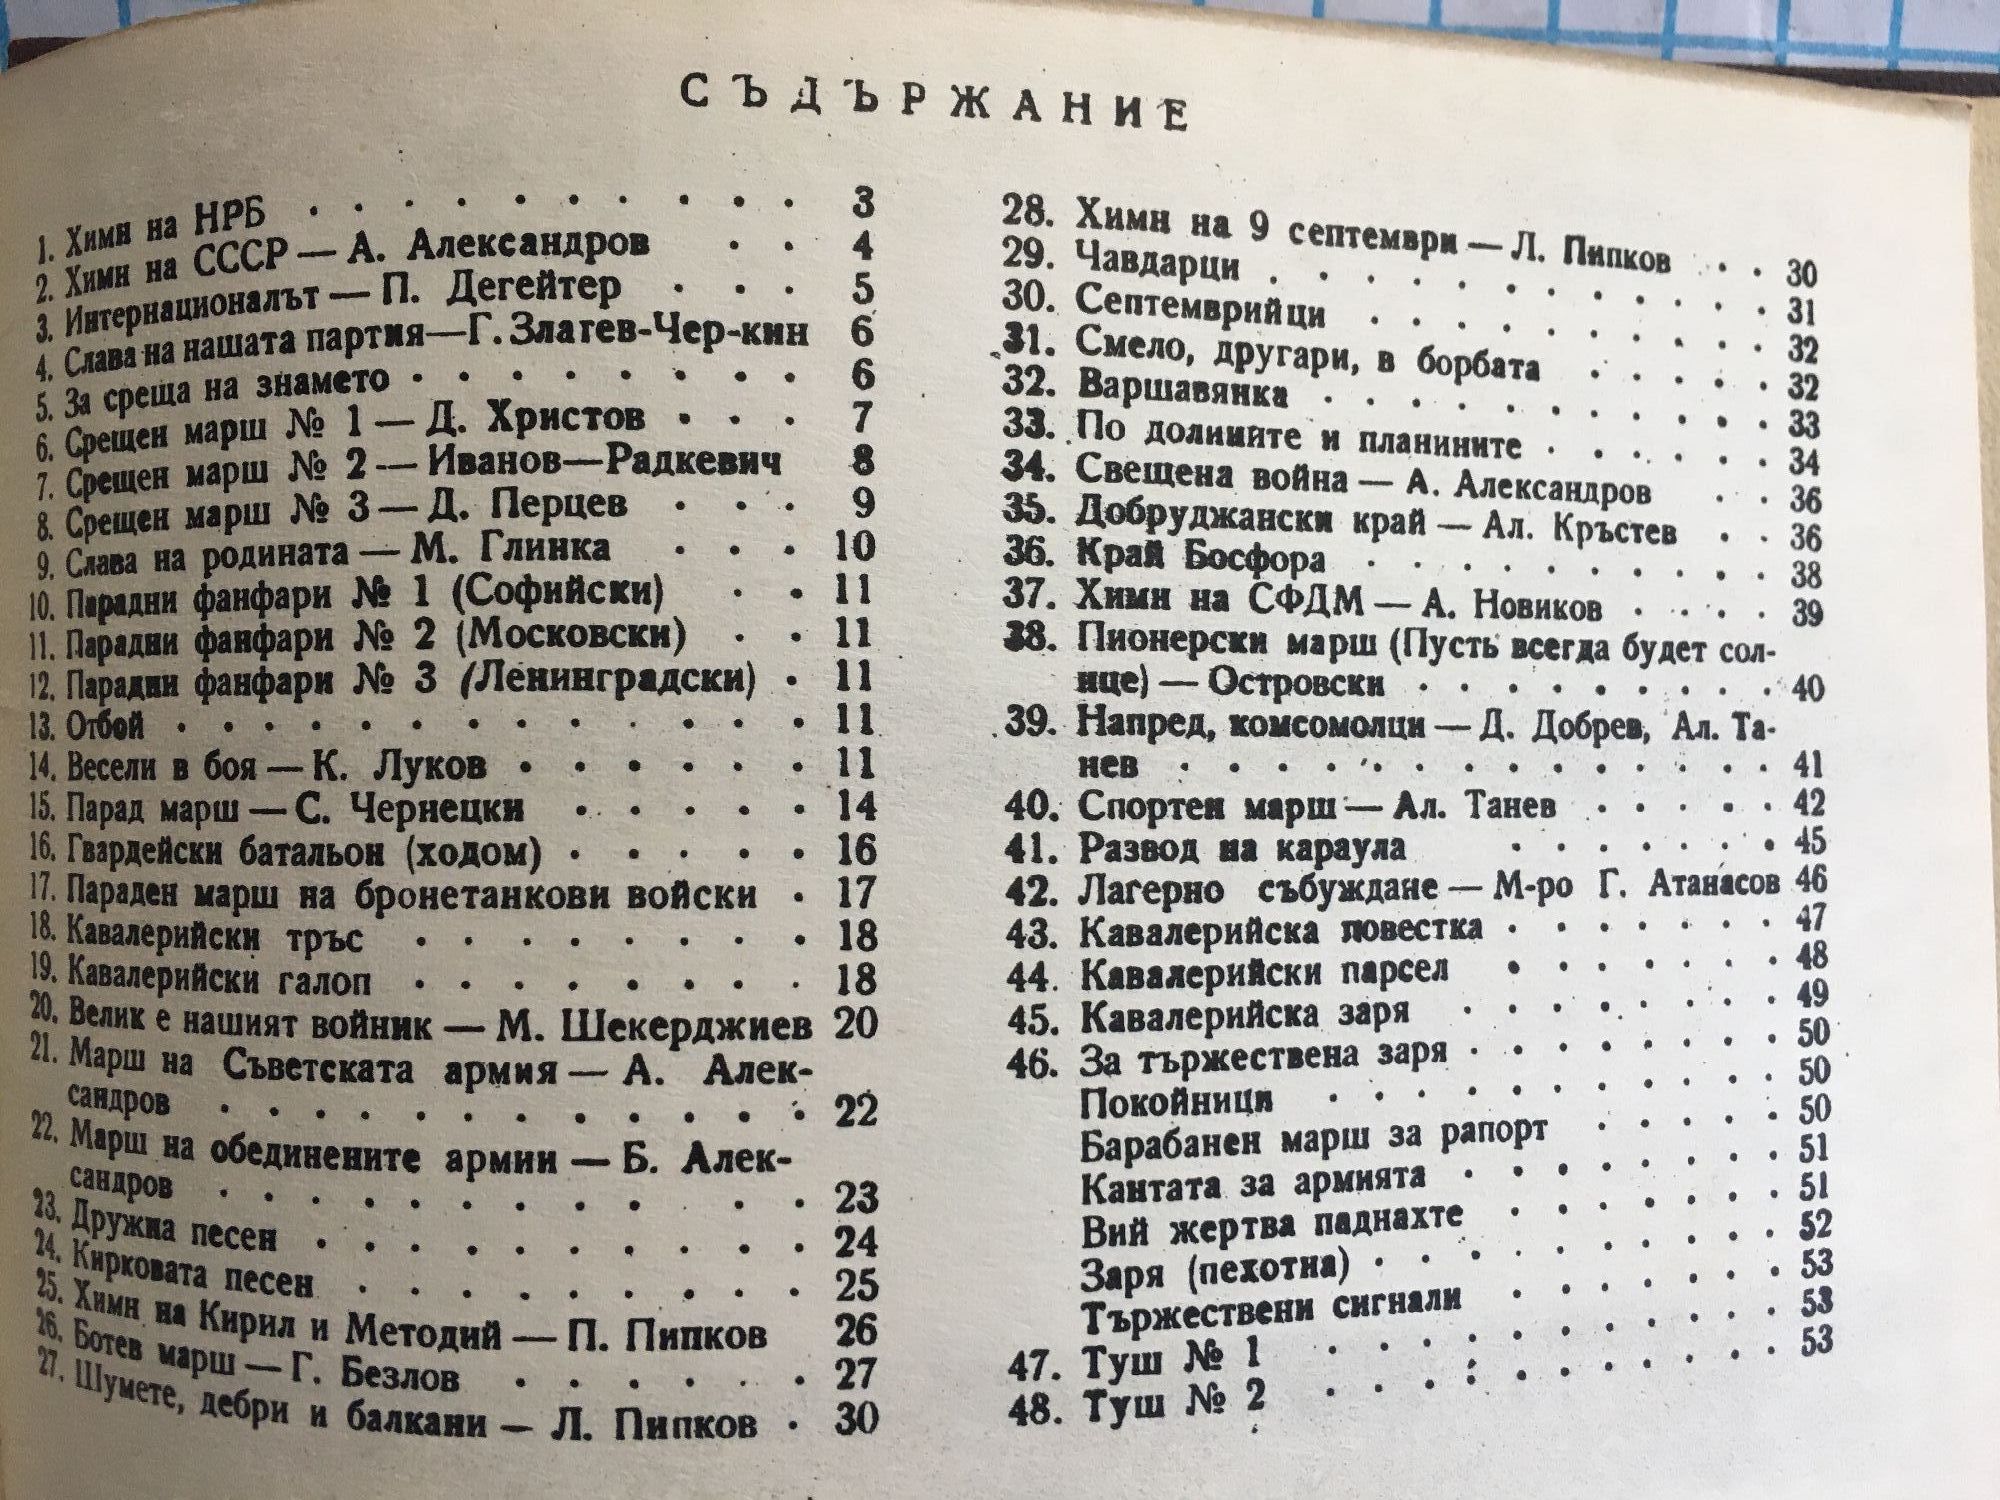 СЪДЪРЖАНИЕ
1. Химн на НРБ . . . . . . . . . . 3
2. Химн на СССР — А. Александров . . 4
3. Интернационалът — П. Дегейтер . . . 5
4. Слава на нашата партия—Г. Златев-Чер-кин 6
5. За среща на знамето . . . . . . . . 6
6. Срещен марш № 1 — Д. Христов . . . 7
7. Срещен марш № 2 — Иванов—Радкевич 8
8. Срещен марш № 3 — Д. Перцев . . . 9
9. Слава на родината — М. Глинка . . . 10
10. Парадни фанфари № 1 (Софийски) . . 11
11. Парадни фанфари № 2 (Московски) . . 11
12. Парадни фанфари № 3 (Ленинградски) . 11
13. Отбой . . . . . . . . . . . . 11
14. Весели в боя — К. Луков . . . . . . 11
15. Парад марш — С. Чернецки . . . . . 14
16. Гвардейски батальон (ходом) . . . . . 16
17. Параден марш на бронетанкови войски . 17
18. Кавалерийски тръс . . . . . . . . 18
19. Кавалерийски галоп . . . . . . . . 18
20. Велик е нашият войник — М. Шекерджиев 20
21. Марш на Съветската армия — А. Алек-
сандров . . . . . . . . . . . . 22
22. Марш на обединените армии — Б. Алек-
сандров . . . . . . . . . . . . 23
23. Дружна песен . . . . . . . . . . 24
24. Кирковата песен . . . . . . . . . 25
25. Химн на Кирил и Методий — П. Пипков 26
26. Ботев марш — Г. Безлов . . . . . . 27
27. Шумете, дебри и балкани — Л. Пипков . 30
28. Химн на 9 септември — Л. Пипков . . 30
29. Чавдарци . . . . . . . . . . 31
30. Септемврийци . . . . . . . . . 32
31. Смело, другари, в борбата . . . . . 32
32. Варшавянка . . . . . . . . . . 33
33. По долините и планините . . . . . . 34
34. Свещена война — А. Александров . . 36
35. Добруджански край — Ал. Кръстев . . 36
36. Край Босфора . . . . . . . . . . 38
37. Химн на СФДМ — А. Новиков . . . . 39
38. Пионерски марш (Пусть всегда будет сол-
нце) — Островски . . . . . . . . . 40
39. Напред, комсомолци — Д. Добрев, Ал. Та-
нев . . . . . . . . . . . . . 41
40. Спортен марш — Ал. Танев . . . . . 42
41. Развод на караула . . . . . . . 45
42. Лагерно събуждане — М-ро Г. Атанасов 46
43. Кавалерийска повестка . . . . . . . 47
44. Кавалерийски парсел . . . . . . . 48
45. Кавалерийска заря . . . . . . . . 49
46. За тържествена заря . . . . . . . . 50
Покойници . . . . . . . . . . 50
Барабанен марш за рапорт . . . . . 50
Кантата за армията . . . . . . . . 51
Вий жертва паднахте . . . . . . . 51
Заря (пехотна) . . . . . . . . . . 52
Тържествени сигнали . . . . . . . 53
47. Туш № 1 . . . . . . . . . . 53
48. Туш № 2 . . . . . . . . . . 53